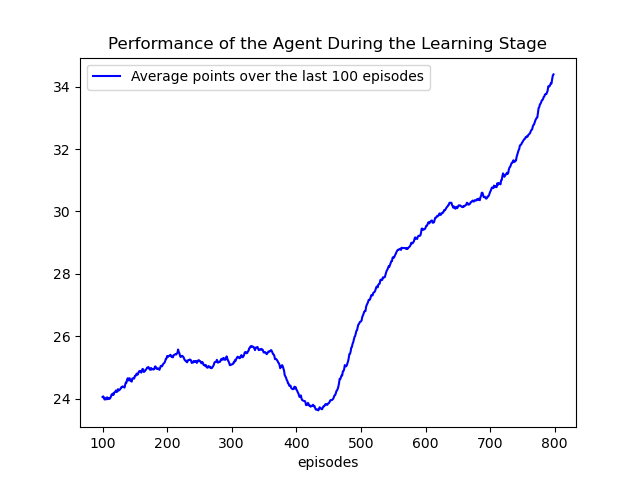 Performance of the Agent During the Learning Stage
Average points over the last 100 episodes
34
32
30
28
26
24
100 200 300 400 500 600 700 800
episodes